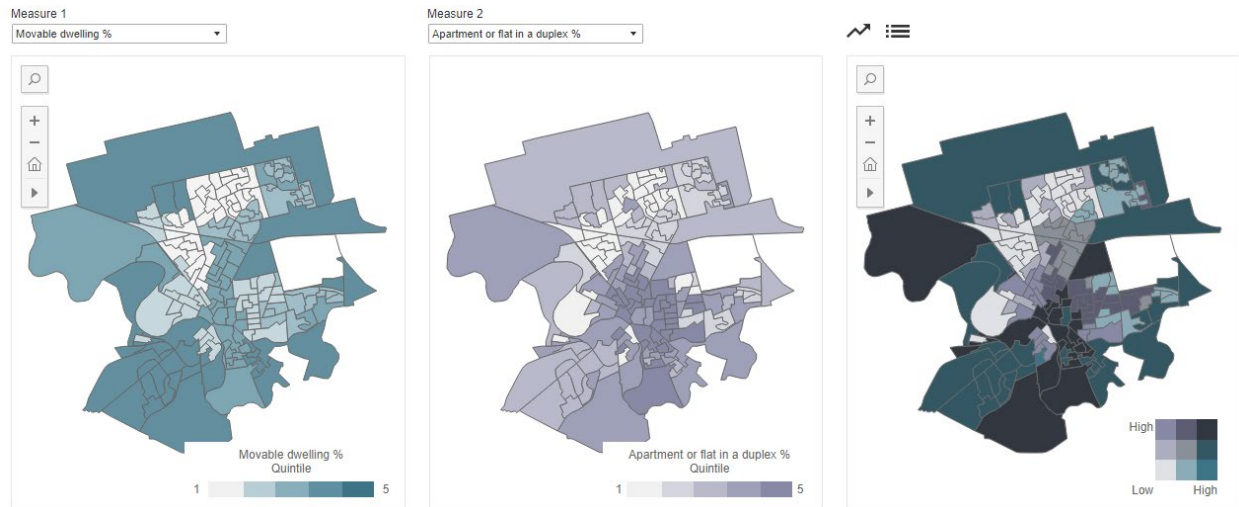 Measure 1
Movable dwelling %
Measure 2
Apartment or flat in a duplex %
Movable dwelling %
Quintile
1
5
Apartment or flat in a duplex %
Quintile
1
5
High
Low
High